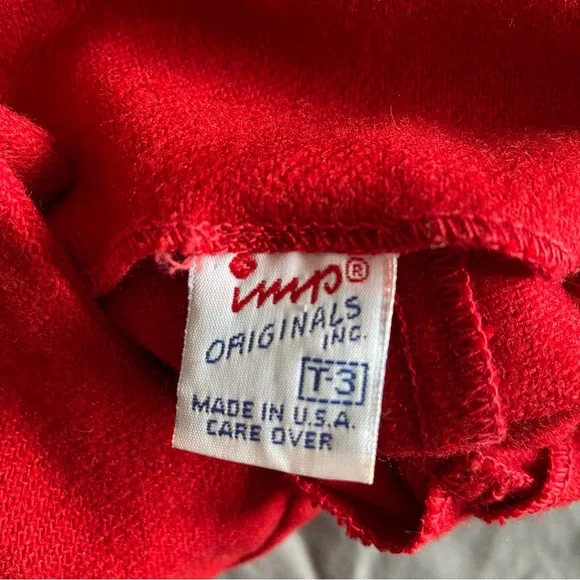 imp®
ORIGINALS
INC.
T-3
MADE IN U.S.A.
CARE OVER